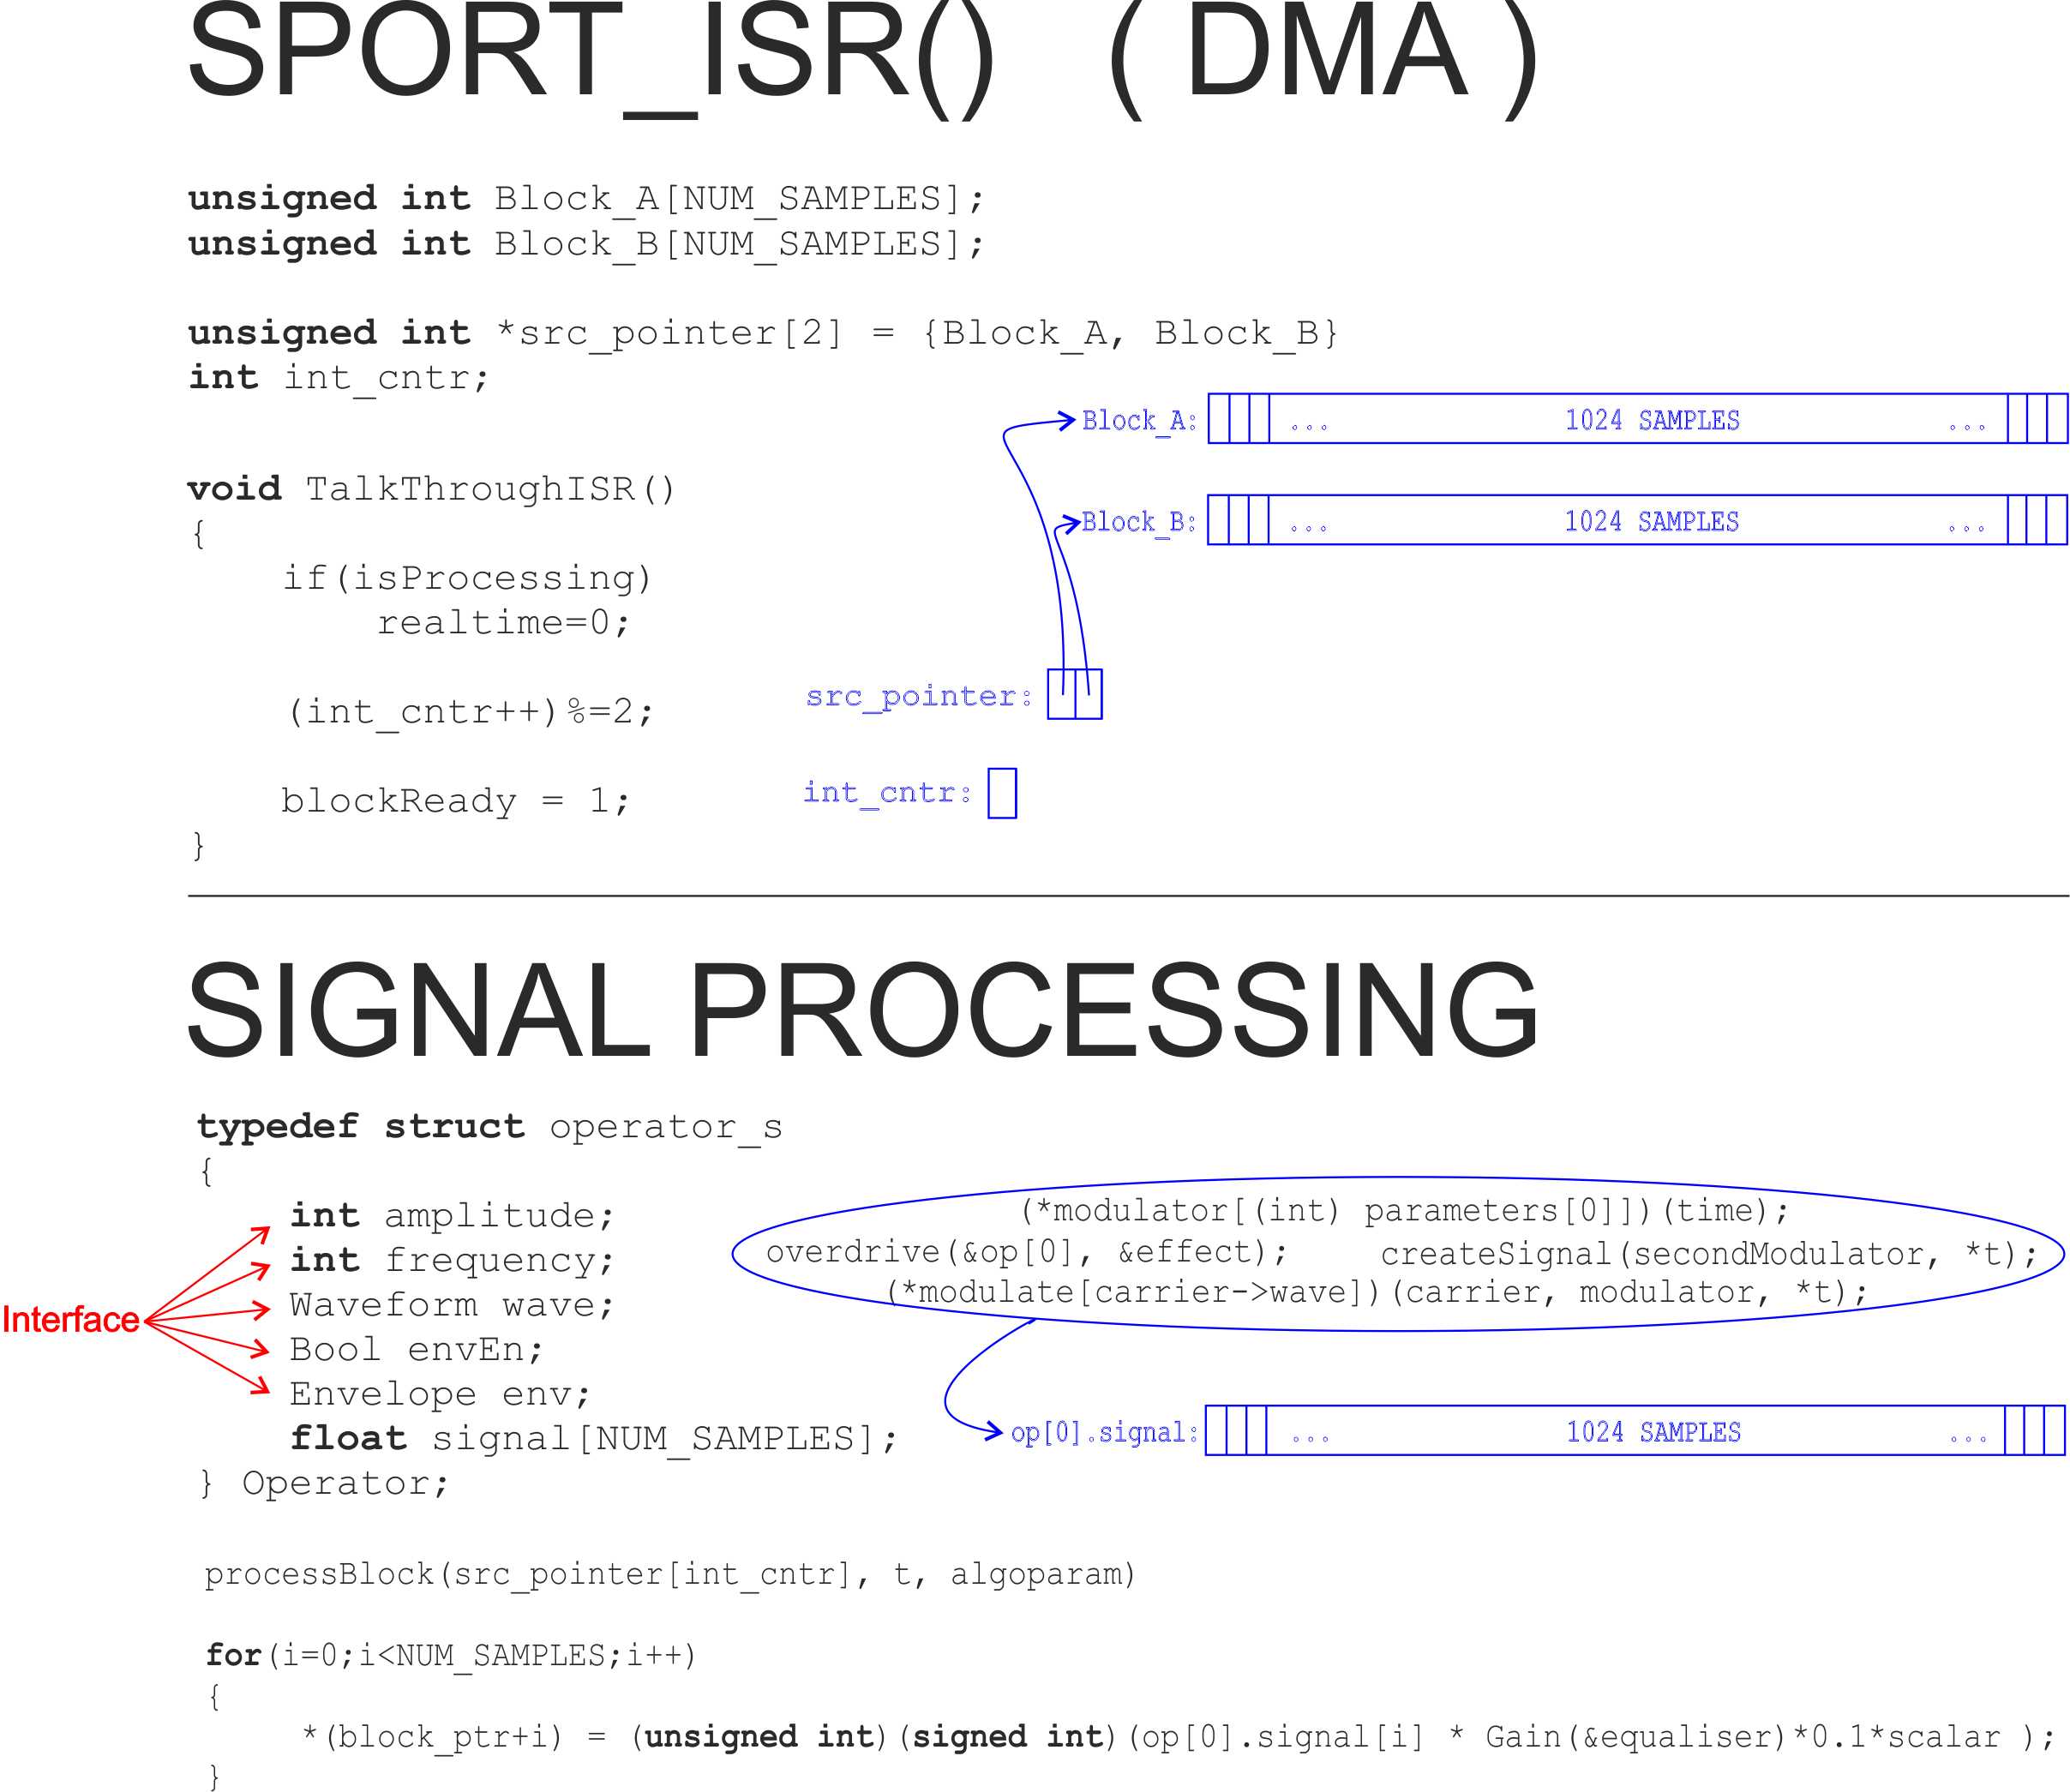 SPORT_ISR() ( DMA )
unsigned int Block_A[NUM_SAMPLES];
unsigned int Block_B[NUM_SAMPLES];
unsigned int *src_pointer[2] = {Block_A, Block_B}
int int_cntr;
Block_A: ... 1024 SAMPLES ...
void TalkThroughISR()
Block_B: ... 1024 SAMPLES ...
{
if(isProcessing)
realtime=0;
(int_cntr++)%=2;
src_pointer:
blockReady = 1;
int_cntr:
}
SIGNAL PROCESSING
typedef struct operator_s
{
int amplitude;
int frequency;
Waveform wave;
Bool envEn;
Envelope env;
float signal[NUM_SAMPLES];
} Operator;
Interface
(*modulator[(int) parameters[0]])(time);
overdrive(&op[0], &effect); createSignal(secondModulator, *t);
(*modulate[carrier->wave])(carrier, modulator, *t);
op[0].signal: ... 1024 SAMPLES ...
processBlock(src_pointer[int_cntr], t, algoparam)
for(i=0;i<NUM_SAMPLES;i++)
{
*(block_ptr+i) = (unsigned int)(signed int)(op[0].signal[i] * Gain(&equaliser)*0.1*scalar );
}